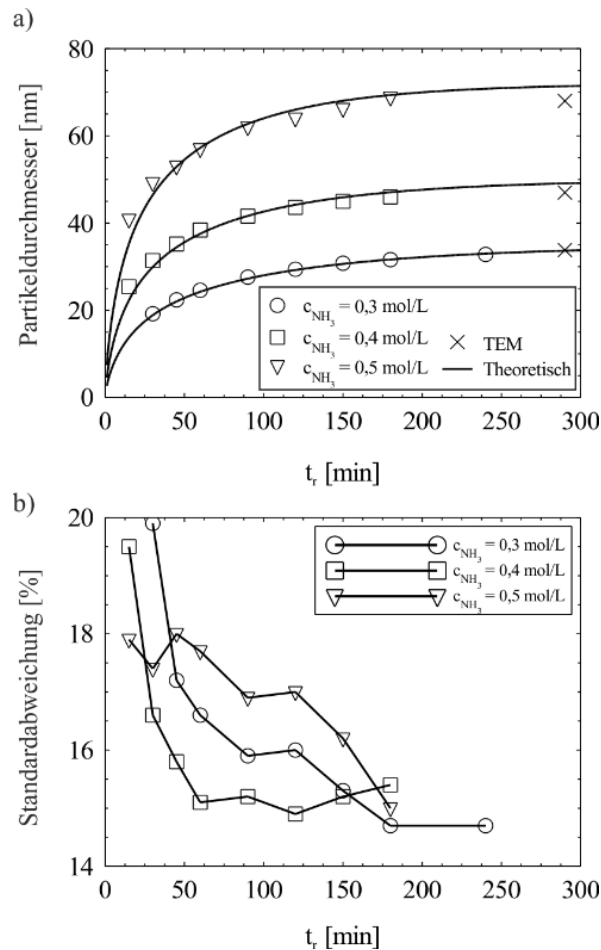 a)
Partikeldurchmesser [nm]
80
60
40
20
0
c_NH₃ = 0,3 mol/L
c_NH₃ = 0,4 mol/L
c_NH₃ = 0,5 mol/L
TEM
Theoretisch
0 50 100 150 200 250 300
t_r [min]
b)
Standardabweichung [%]
20
18
16
14
c_NH₃ = 0,3 mol/L
c_NH₃ = 0,4 mol/L
c_NH₃ = 0,5 mol/L
0 50 100 150 200 250 300
t_r [min]